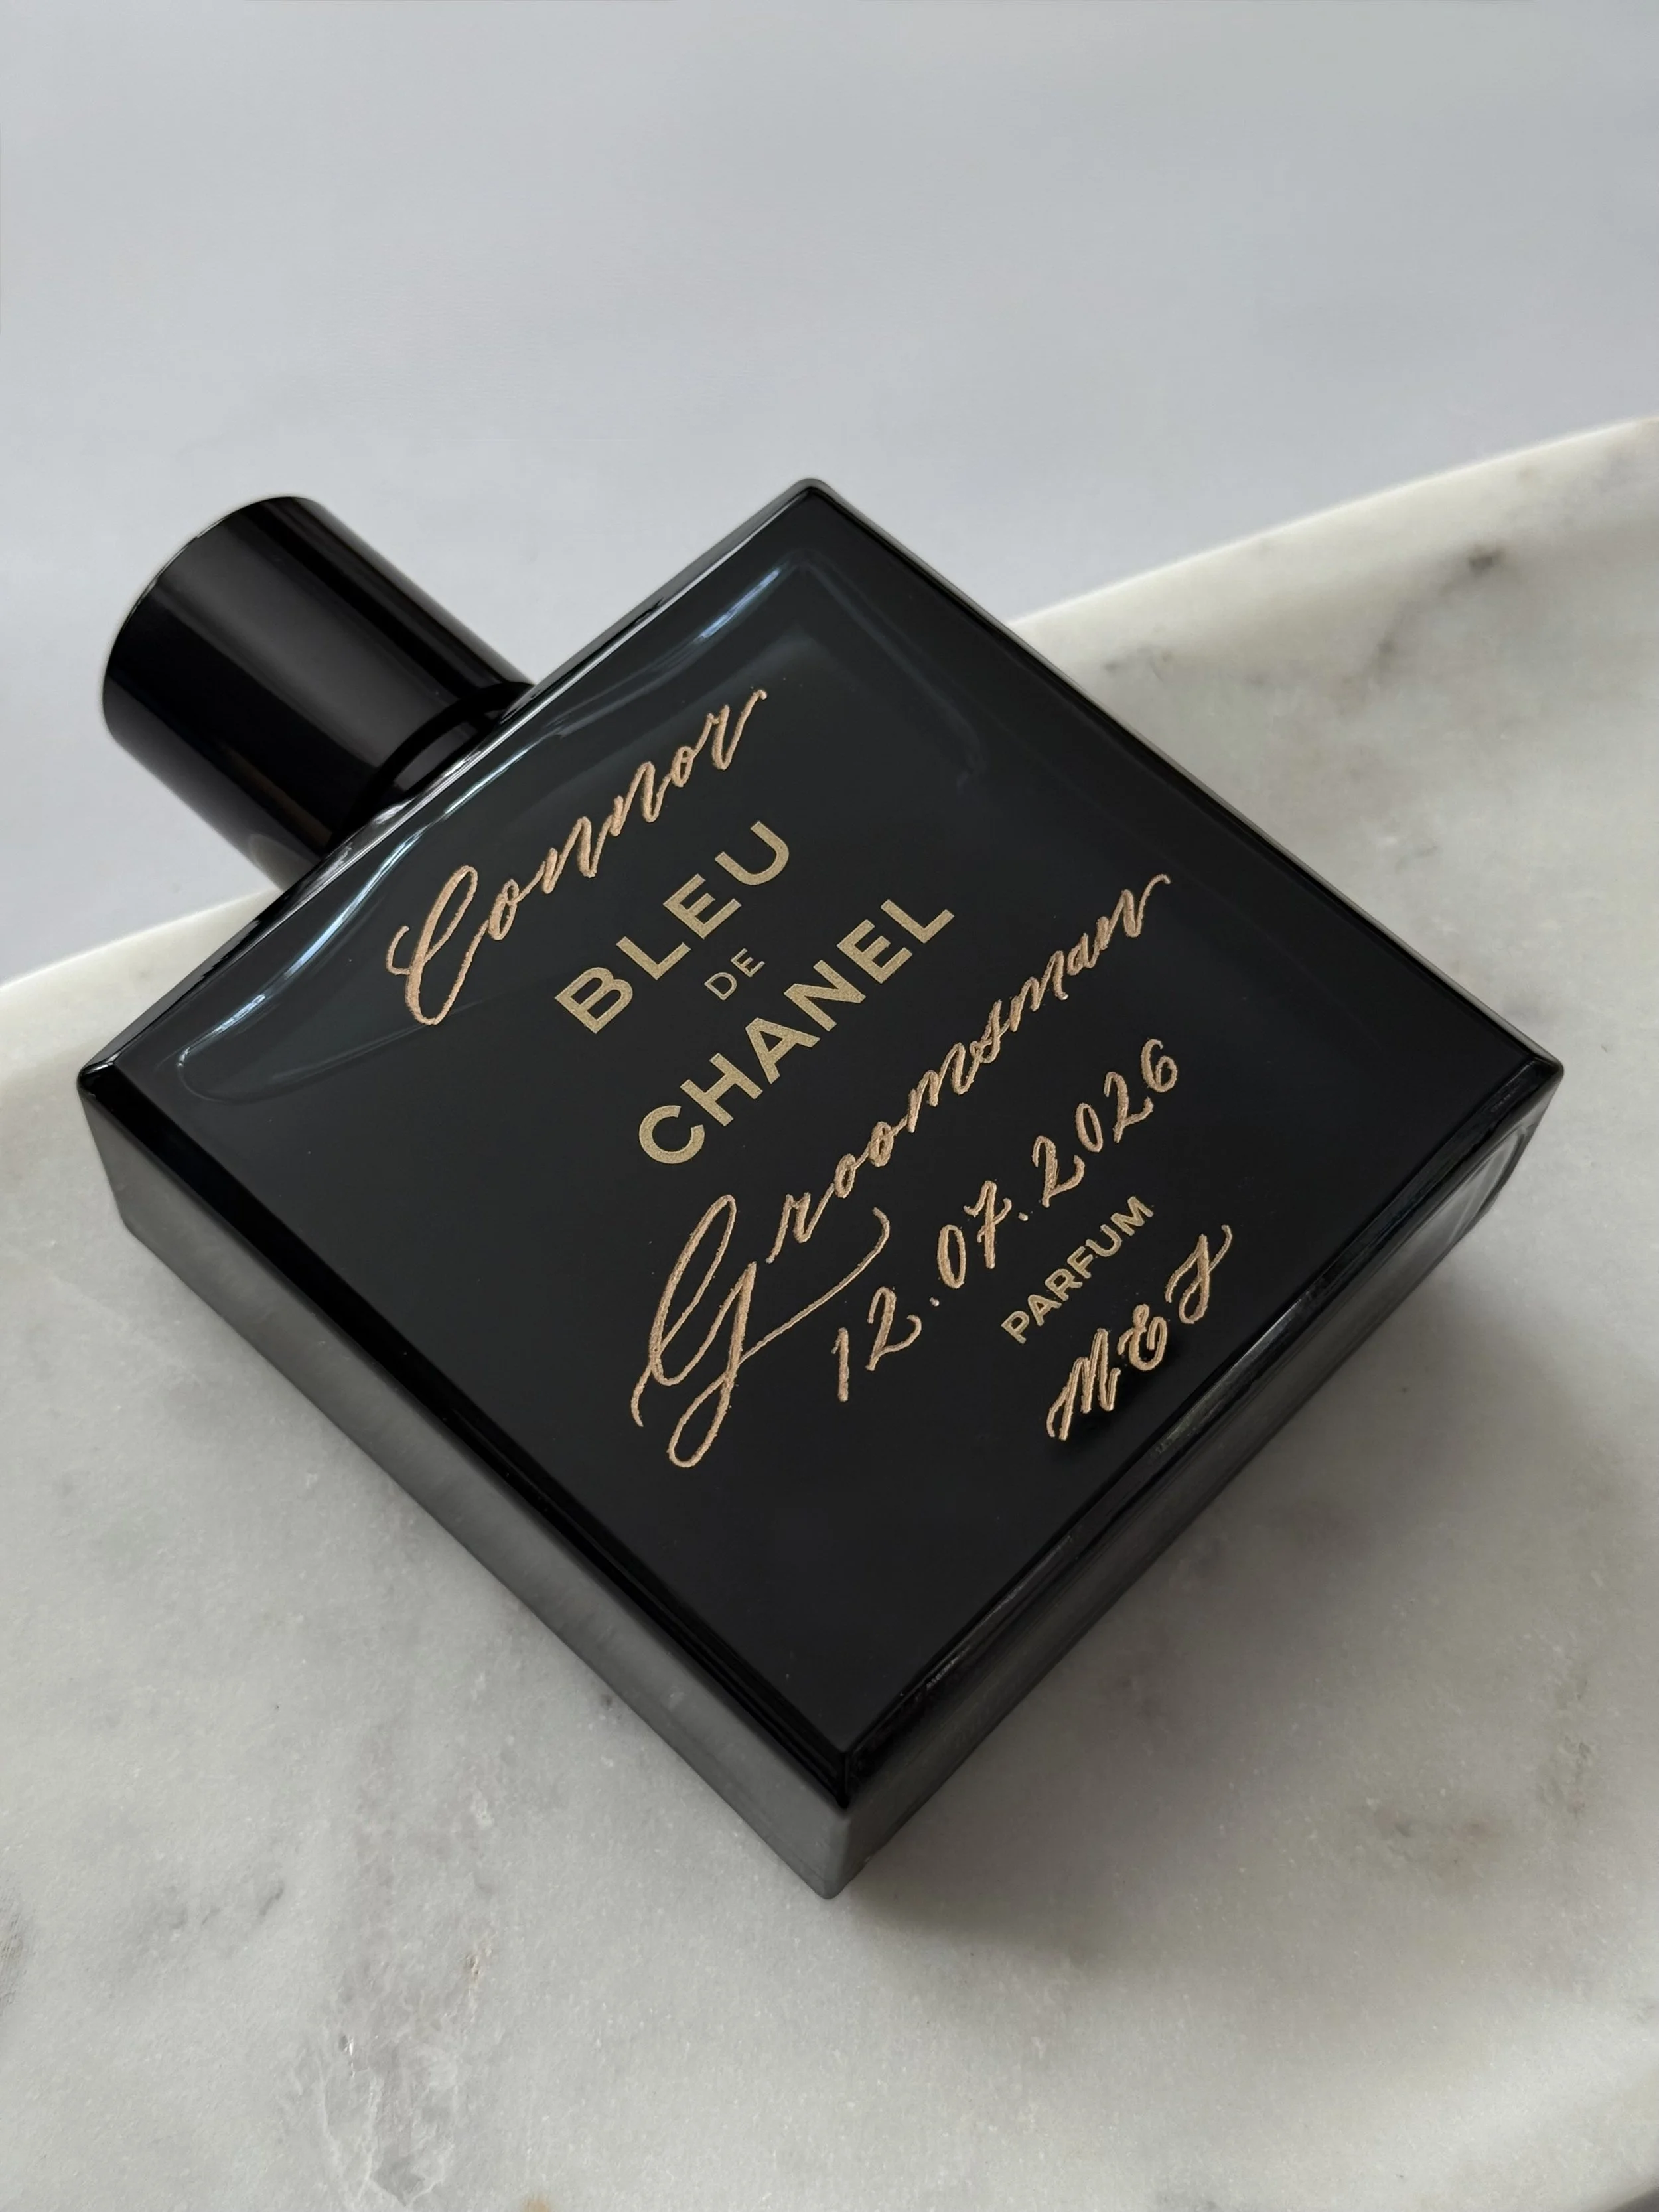 Connor
BLEU
DE
CHANEL
Groomsman
12.07.2026
PARFUM
M & J